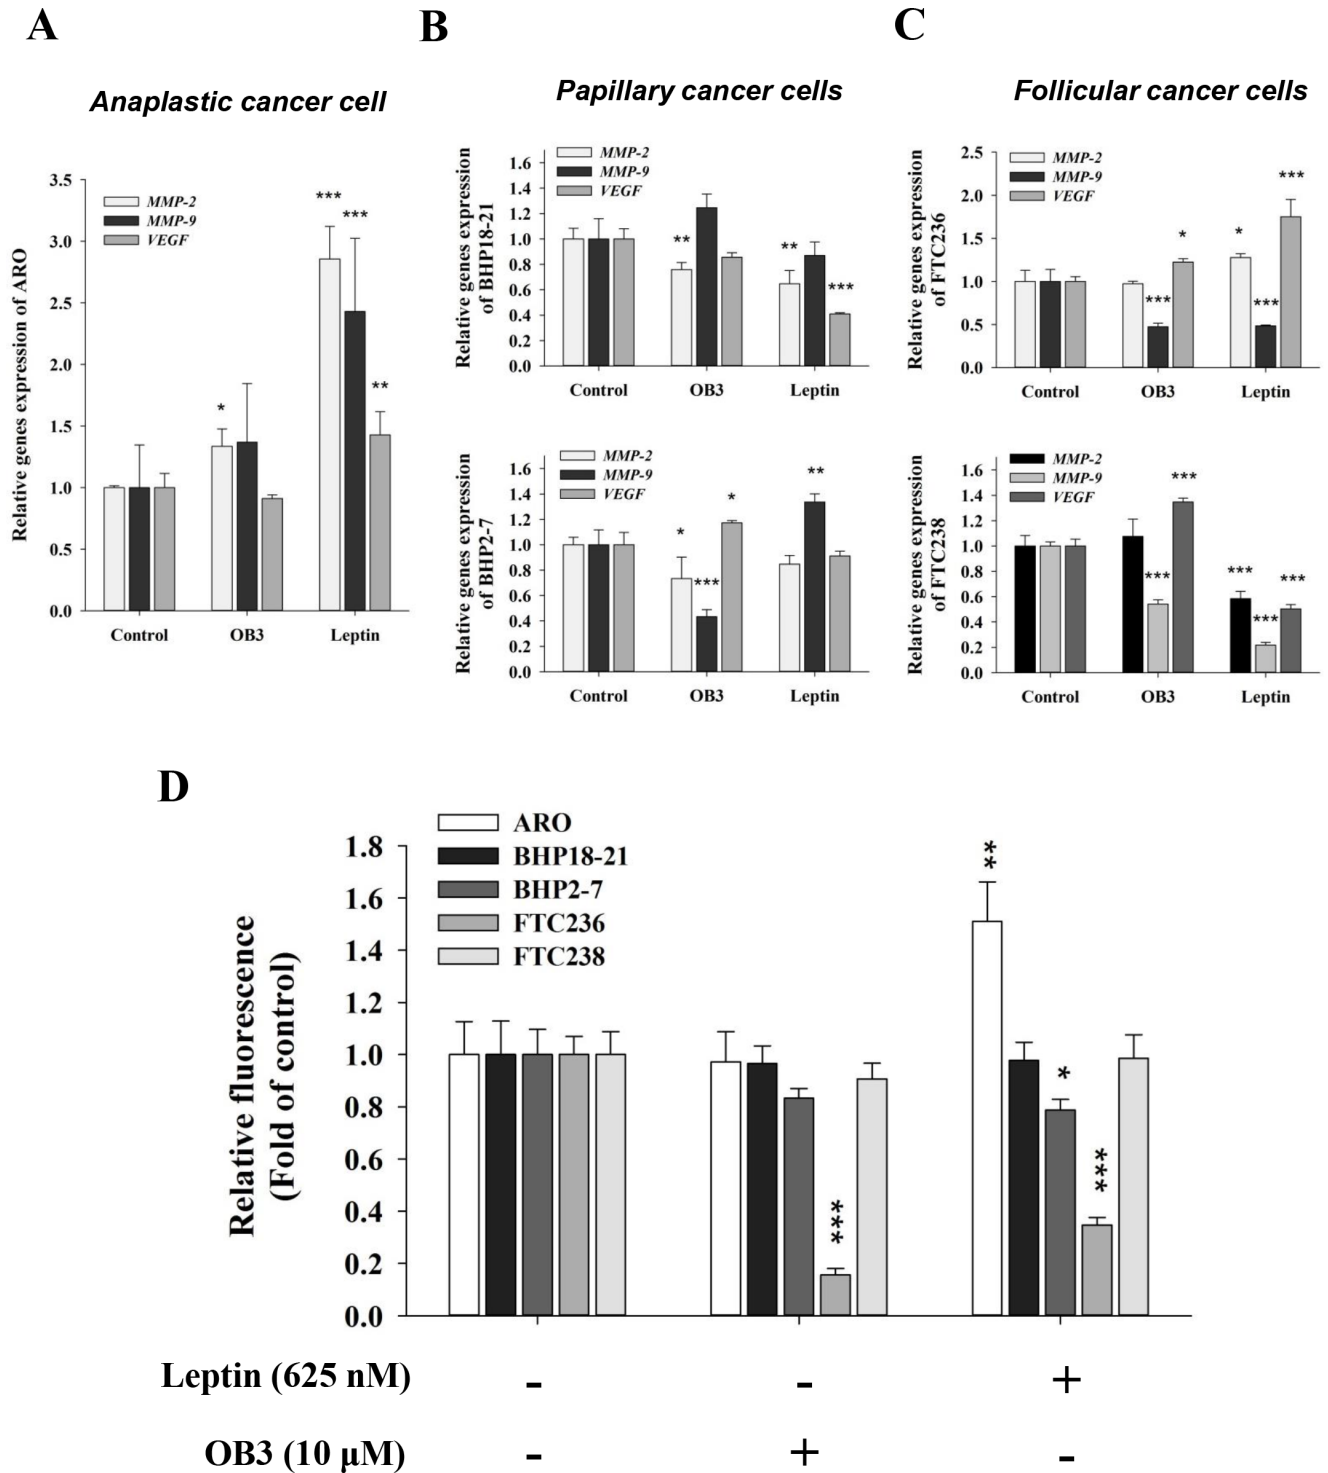 A
Anaplastic cancer cell
Relative genes expression of ARO
3.5
3.0
2.5
2.0
1.5
1.0
0.5
0.0
MMP-2
MMP-9
VEGF
*
***
***
**
Control OB3 Leptin
B
Papillary cancer cells
Relative genes expression
of BHP18-21
1.6
1.4
1.2
1.0
0.8
0.6
0.4
0.2
0.0
MMP-2
MMP-9
VEGF
**
**
***
Control OB3 Leptin
Relative genes expression
of BHP2-7
1.6
1.4
1.2
1.0
0.8
0.6
0.4
0.2
0.0
MMP-2
MMP-9
VEGF
*
***
*
**
Control OB3 Leptin
C
Follicular cancer cells
Relative genes expression
of FTC236
2.5
2.0
1.5
1.0
0.5
0.0
MMP-2
MMP-9
VEGF
***
*
*
***
***
Control OB3 Leptin
Relative genes expression
of FTC238
1.6
1.4
1.2
1.0
0.8
0.6
0.4
0.2
0.0
MMP-2
MMP-9
VEGF
***
***
***
***
***
Control OB3 Leptin
D
Relative fluorescence
(Fold of control)
1.8
1.6
1.4
1.2
1.0
0.8
0.6
0.4
0.2
0.0
ARO
BHP18-21
BHP2-7
FTC236
FTC238
***
**
*
***
Leptin (625 nM) - - +
OB3 (10 μM) - + -